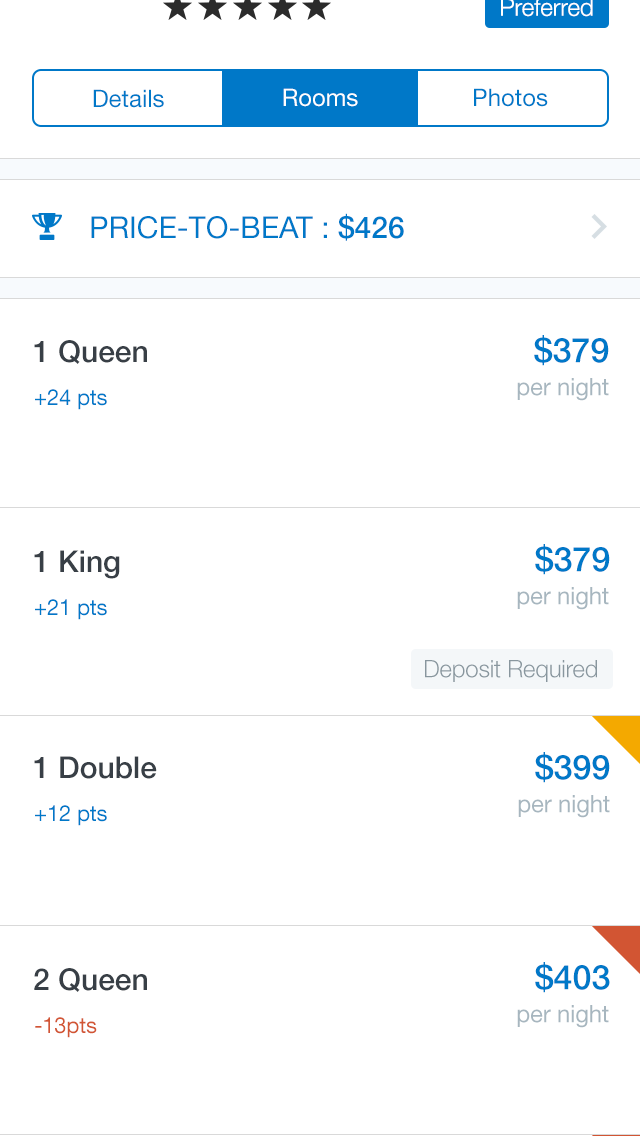 Preferred
Details Rooms Photos
PRICE-TO-BEAT : $426
1 Queen $379
+24 pts per night
1 King $379
+21 pts per night
Deposit Required
1 Double $399
+12 pts per night
2 Queen $403
-13pts per night